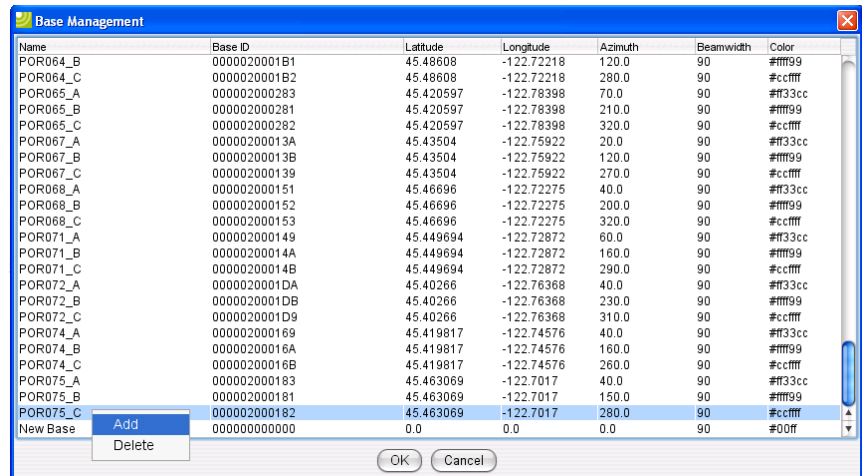 Base Management
Name Base ID Latitude Longitude Azimuth Beamwidth Color
POR064_B 0000020001B1 45.48608 -122.72218 120.0 90 #ffff99
POR064_C 0000020001B2 45.48608 -122.72218 280.0 90 #ccffff
POR065_A 000002000283 45.420597 -122.78398 70.0 90 #ff33cc
POR065_B 000002000281 45.420597 -122.78398 210.0 90 #ffff99
POR065_C 000002000282 45.420597 -122.78398 320.0 90 #ccffff
POR067_A 00000200013A 45.43504 -122.75922 20.0 90 #ff33cc
POR067_B 00000200013B 45.43504 -122.75922 120.0 90 #ffff99
POR067_C 000002000139 45.43504 -122.75922 270.0 90 #ccffff
POR068_A 000002000151 45.46696 -122.72275 40.0 90 #ff33cc
POR068_B 000002000152 45.46696 -122.72275 200.0 90 #ffff99
POR068_C 000002000153 45.46696 -122.72275 320.0 90 #ccffff
POR071_A 000002000149 45.449694 -122.72872 60.0 90 #ff33cc
POR071_B 00000200014A 45.449694 -122.72872 160.0 90 #ffff99
POR071_C 00000200014B 45.449694 -122.72872 290.0 90 #ccffff
POR072_A 0000020001DA 45.40266 -122.76368 40.0 90 #ff33cc
POR072_B 0000020001DB 45.40266 -122.76368 230.0 90 #ffff99
POR072_C 0000020001D9 45.40266 -122.76368 310.0 90 #ccffff
POR074_A 000002000169 45.419817 -122.74576 40.0 90 #ff33cc
POR074_B 00000200016A 45.419817 -122.74576 160.0 90 #ffff99
POR074_C 00000200016B 45.419817 -122.74576 260.0 90 #ccffff
POR075_A 000002000183 45.463069 -122.7017 40.0 90 #ff33cc
POR075_B 000002000181 45.463069 -122.7017 150.0 90 #ffff99
POR075_C 000002000182 45.463069 -122.7017 280.0 90 #ccffff
New Base 000000000000 0.0 0.0 0.0 90 #00ff
Add
Delete
OK Cancel